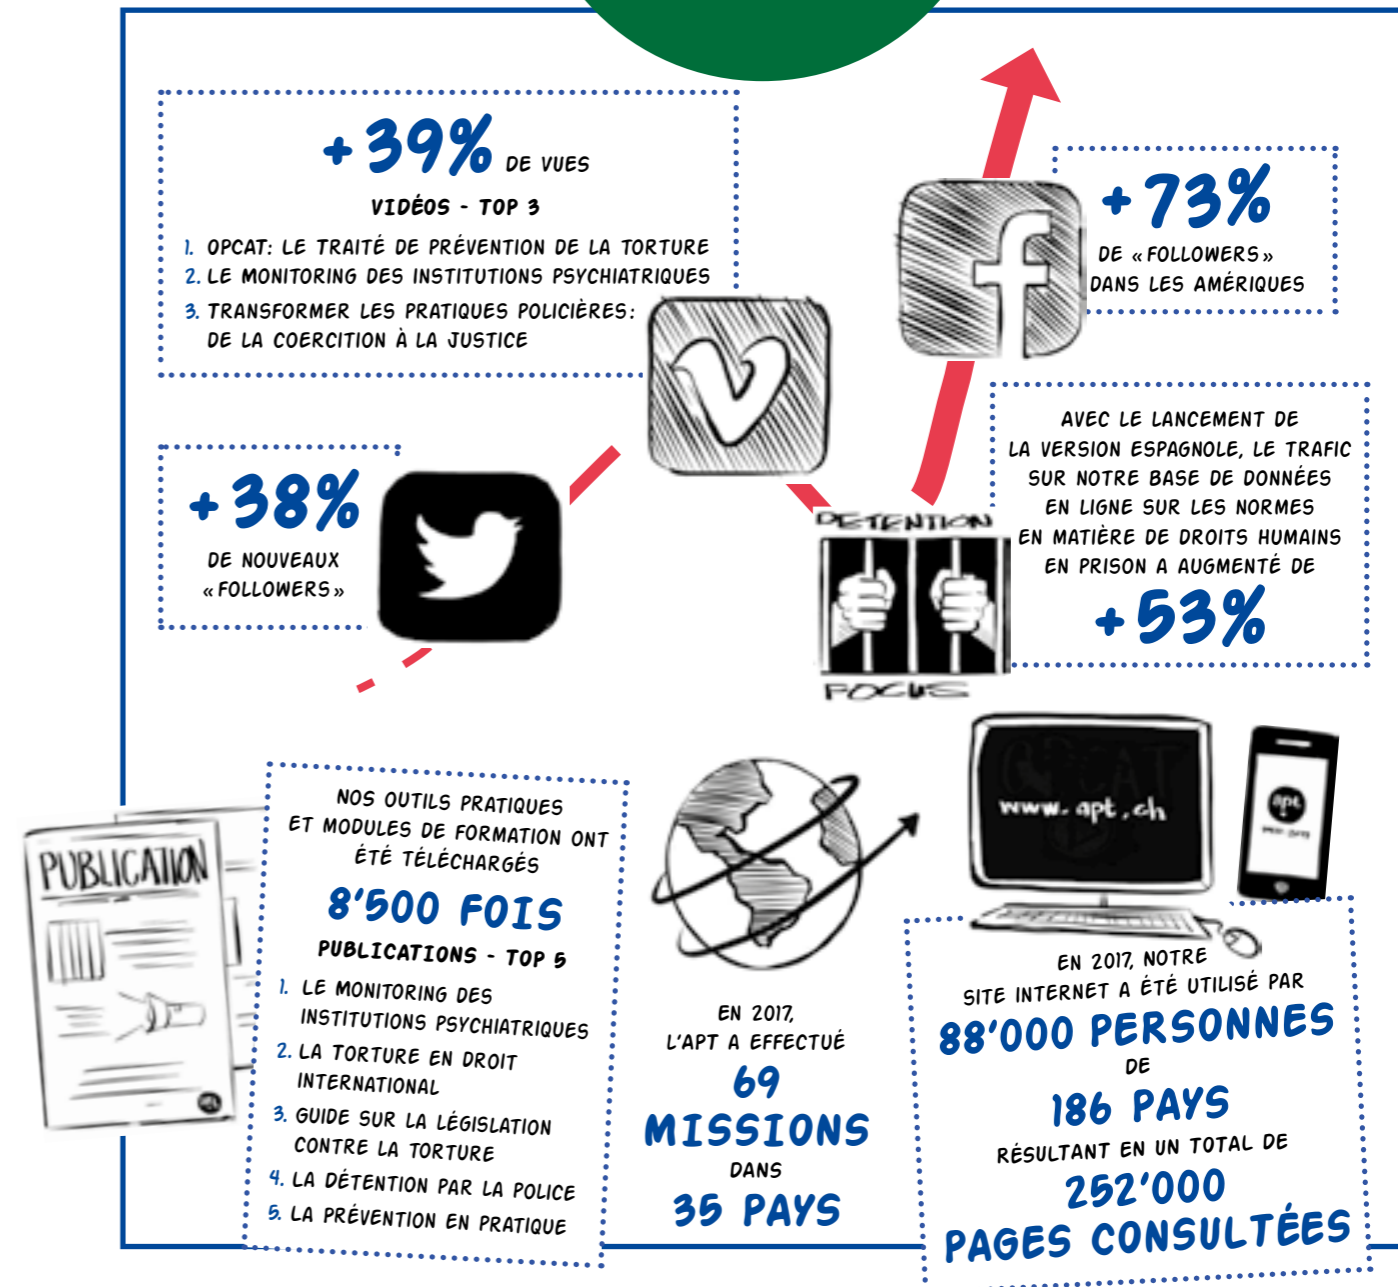 +39% DE VUES
VIDÉOS - TOP 3
1. OPCAT: LE TRAITÉ DE PRÉVENTION DE LA TORTURE
2. LE MONITORING DES INSTITUTIONS PSYCHIATRIQUES
3. TRANSFORMER LES PRATIQUES POLICIÈRES:
DE LA COERCITION À LA JUSTICE
+73%
DE «FOLLOWERS»
DANS LES AMÉRIQUES
+38%
DE NOUVEAUX
«FOLLOWERS»
DETENTION
FOCUS
AVEC LE LANCEMENT DE
LA VERSION ESPAGNOLE, LE TRAFIC
SUR NOTRE BASE DE DONNÉES
EN LIGNE SUR LES NORMES
EN MATIÈRE DE DROITS HUMAINS
EN PRISON A AUGMENTÉ DE
+53%
PUBLICATION
NOS OUTILS PRATIQUES
ET MODULES DE FORMATION ONT
ÉTÉ TÉLÉCHARGÉS
8'500 FOIS
PUBLICATIONS - TOP 5
1. LE MONITORING DES
INSTITUTIONS PSYCHIATRIQUES
2. LA TORTURE EN DROIT
INTERNATIONAL
3. GUIDE SUR LA LÉGISLATION
CONTRE LA TORTURE
4. LA DÉTENTION PAR LA POLICE
5. LA PRÉVENTION EN PRATIQUE
EN 2017,
L'APT A EFFECTUÉ
69
MISSIONS
DANS
35 PAYS
www.apt.ch
apt
EN 2017, NOTRE
SITE INTERNET A ÉTÉ UTILISÉ PAR
88'000 PERSONNES
DE
186 PAYS
RÉSULTANT EN UN TOTAL DE
252'000
PAGES CONSULTÉES